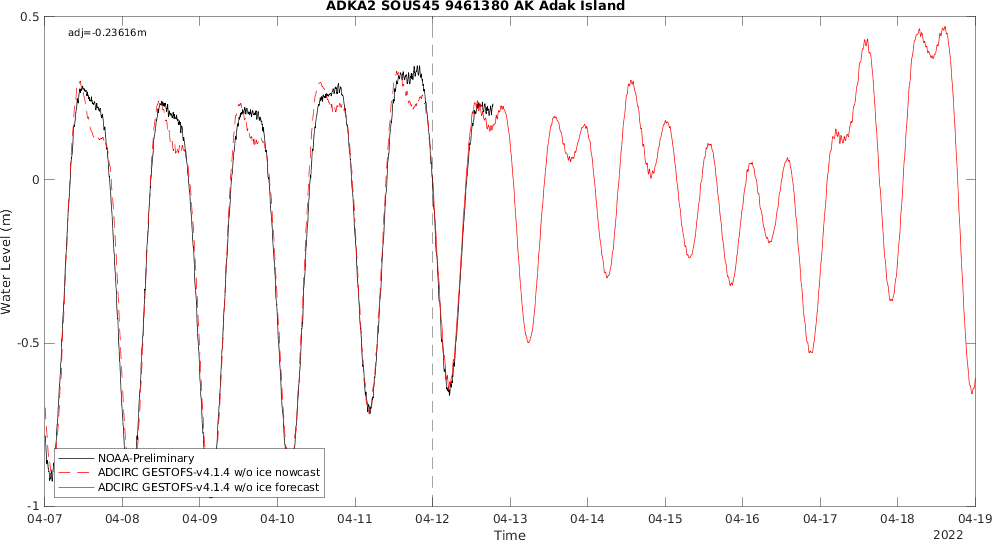 ADKA2 SOUS45 9461380 AK Adak Island
adj=-0.23616m
0.5
0
-0.5
-1
Water Level (m)
NOAA-Preliminary
ADCIRC GESTOFS-v4.1.4 w/o ice nowcast
ADCIRC GESTOFS-v4.1.4 w/o ice forecast
04-07 04-08 04-09 04-10 04-11 04-12 04-13 04-14 04-15 04-16 04-17 04-18 04-19
Time
2022